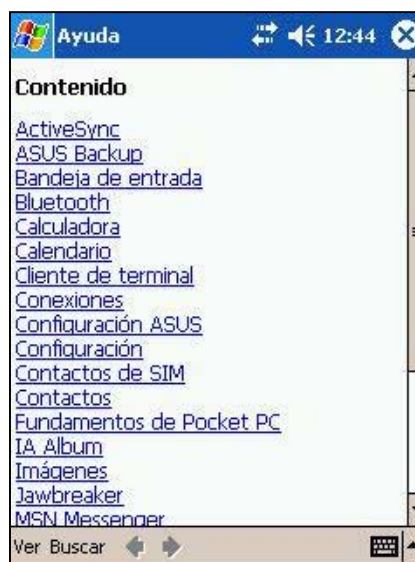 Ayuda 12:44
Contenido
ActiveSync
ASUS Backup
Bandeja de entrada
Bluetooth
Calculadora
Calendario
Cliente de terminal
Conexiones
Configuración ASUS
Configuración
Contactos de SIM
Contactos
Fundamentos de Pocket PC
IA Album
Imágenes
Jawbreaker
MSN Messenger
Ver Buscar